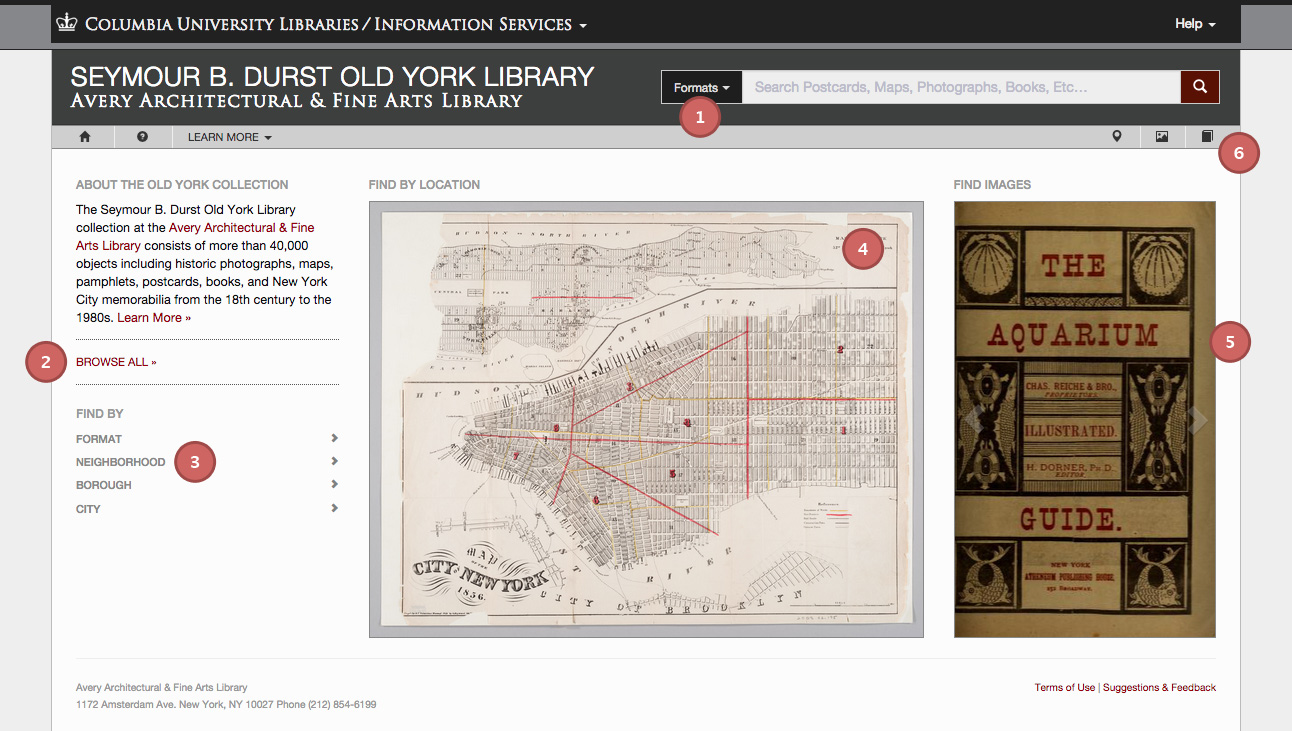 COLUMBIA UNIVERSITY LIBRARIES / INFORMATION SERVICES
Help
SEYMOUR B. DURST OLD YORK LIBRARY
AVERY ARCHITECTURAL & FINE ARTS LIBRARY
Formats
Search Postcards, Maps, Photographs, Books, Etc...
1
LEARN MORE
6
ABOUT THE OLD YORK COLLECTION
The Seymour B. Durst Old York Library
collection at the Avery Architectural & Fine
Arts Library consists of more than 40,000
objects including historic photographs, maps,
pamphlets, postcards, books, and New York
City memorabilia from the 18th century to the
1980s. Learn More »
2
BROWSE ALL »
FIND BY
FORMAT
NEIGHBORHOOD
3
BOROUGH
CITY
FIND BY LOCATION
4
HUDSON OR NORTH RIVER
NORTH RIVER
EAST RIVER
HUDSON
EAST RIVER
MAP
OF THE
CITY OF NEW YORK
1856.
CITY OF BROOKLYN
FIND IMAGES
THE
AQUARIUM
5
CHAS. REICHE & BRO.,
PROPRIETORS.
ILLUSTRATED.
H. DORNER, PH.D.
EDITOR.
GUIDE.
NEW YORK
ATHENEUM PUBLISHING HOUSE,
BROADWAY.
Avery Architectural & Fine Arts Library
1172 Amsterdam Ave. New York, NY 10027 Phone (212) 854-6199
Terms of Use | Suggestions & Feedback